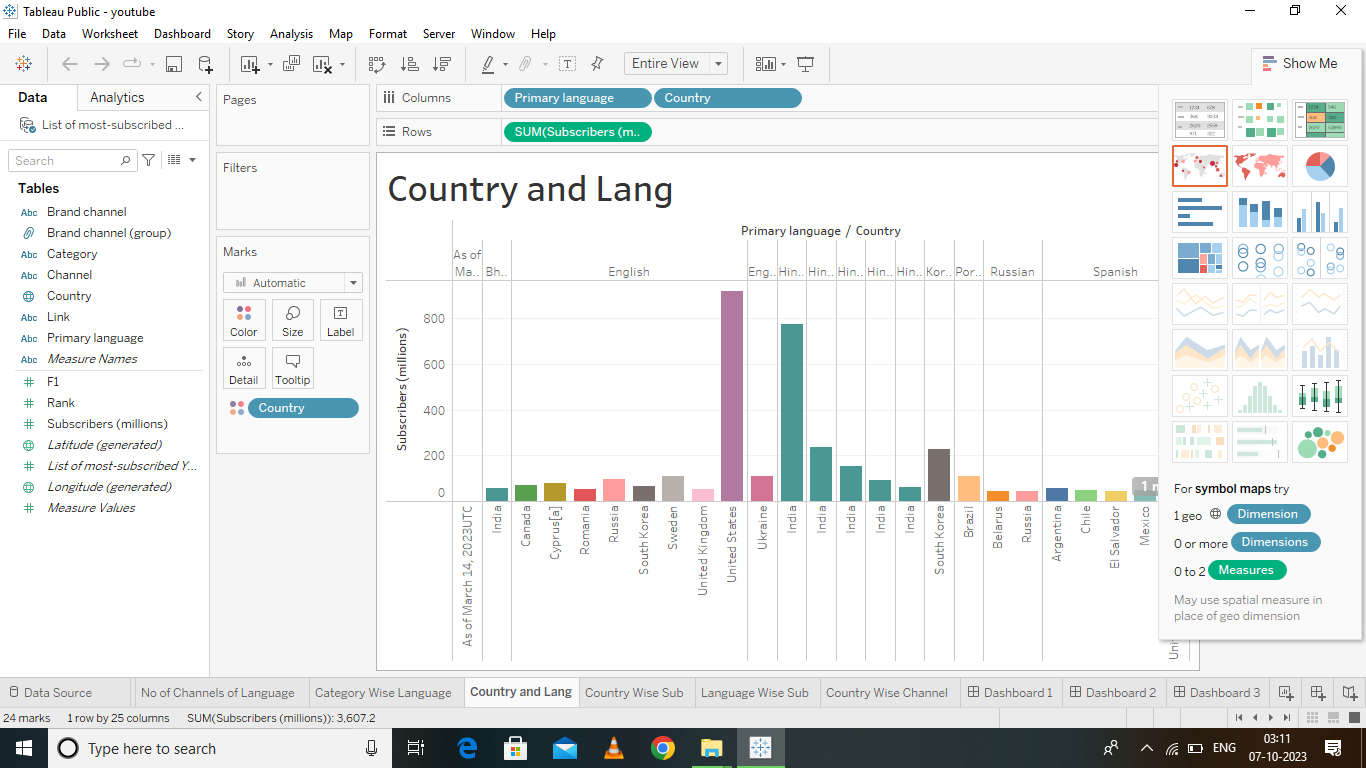 Tableau Public - youtube
File Data Worksheet Dashboard Story Analysis Map Format Server Window Help
Entire View
Show Me
Data Analytics
List of most-subscribed ...
Search
Tables
Abc Brand channel
Brand channel (group)
Abc Category
Abc Channel
Country
Abc Link
Abc Primary language
Abc Measure Names
F1
Rank
Subscribers (millions)
Latitude (generated)
List of most-subscribed Y...
Longitude (generated)
Measure Values
Pages
Filters
Marks
Automatic
Color Size Label
Detail Tooltip
Country
Columns Primary language Country
Rows SUM(Subscribers (m..
Country and Lang
Primary language / Country
As of
Ma.. Bh.. English Eng.. Hin.. Hin.. Hin.. Hin.. Hin.. Kor.. Por.. Russian Spanish
Subscribers (millions)
800
600
400
200
0
As of March 14, 2023UTC
India
Canada
Cyprus[a]
Romania
Russia
South Korea
Sweden
United Kingdom
United States
Ukraine
India
India
India
India
India
South Korea
Brazil
Belarus
Russia
Argentina
Chile
El Salvador
Mexico
For symbol maps try
1 geo Dimension
0 or more Dimensions
0 to 2 Measures
May use spatial measure in
place of geo dimension
Data Source No of Channels of Language Category Wise Language Country and Lang Country Wise Sub Language Wise Sub Country Wise Channel Dashboard 1 Dashboard 2 Dashboard 3
24 marks 1 row by 25 columns SUM(Subscribers (millions)): 3,607.2
Type here to search
ENG
03:11
07-10-2023